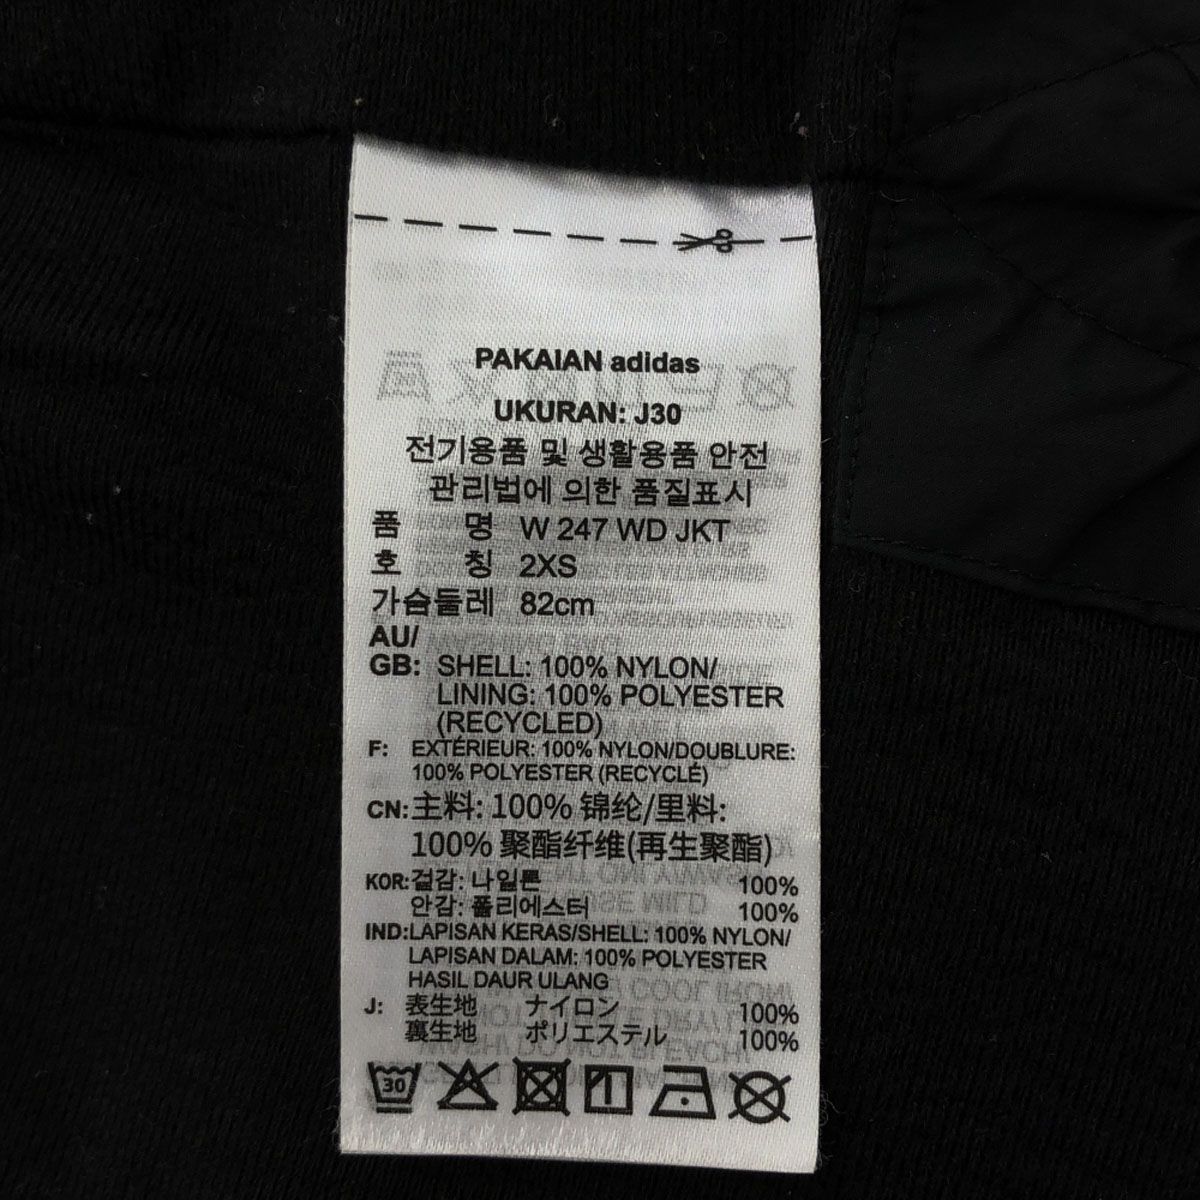 PAKAIAN adidas
UKURAN: J30
전기용품 및 생활용품 안전
관리법에 의한 품질표시
품 명 W 247 WD JKT
호 칭 2XS
가슴둘레 82cm
AU/
GB: SHELL: 100% NYLON/
LINING: 100% POLYESTER
(RECYCLED)
F: EXTÉRIEUR: 100% NYLON/DOUBLURE:
100% POLYESTER (RECYCLÉ)
CN: 主料: 100% 锦纶/里料:
100% 聚酯纤维(再生聚酯)
KOR: 겉감: 나일론 100%
안감: 폴리에스터 100%
IND: LAPISAN KERAS/SHELL: 100% NYLON/
LAPISAN DALAM: 100% POLYESTER
HASIL DAUR ULANG
J: 表生地 ナイロン 100%
裏生地 ポリエステル 100%
30